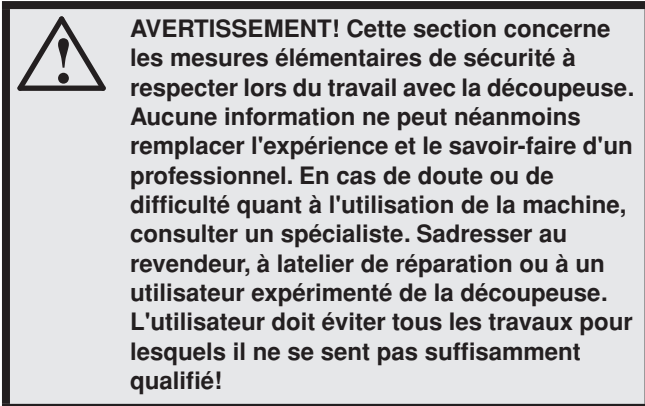 AVERTISSEMENT! Cette section concerne
les mesures élémentaires de sécurité à
respecter lors du travail avec la découpeuse.
Aucune information ne peut néanmoins
remplacer l'expérience et le savoir-faire d'un
professionnel. En cas de doute ou de
difficulté quant à l'utilisation de la machine,
consulter un spécialiste. Sadresser au
revendeur, à latelier de réparation ou à un
utilisateur expérimenté de la découpeuse.
L'utilisateur doit éviter tous les travaux pour
lesquels il ne se sent pas suffisamment
qualifié!